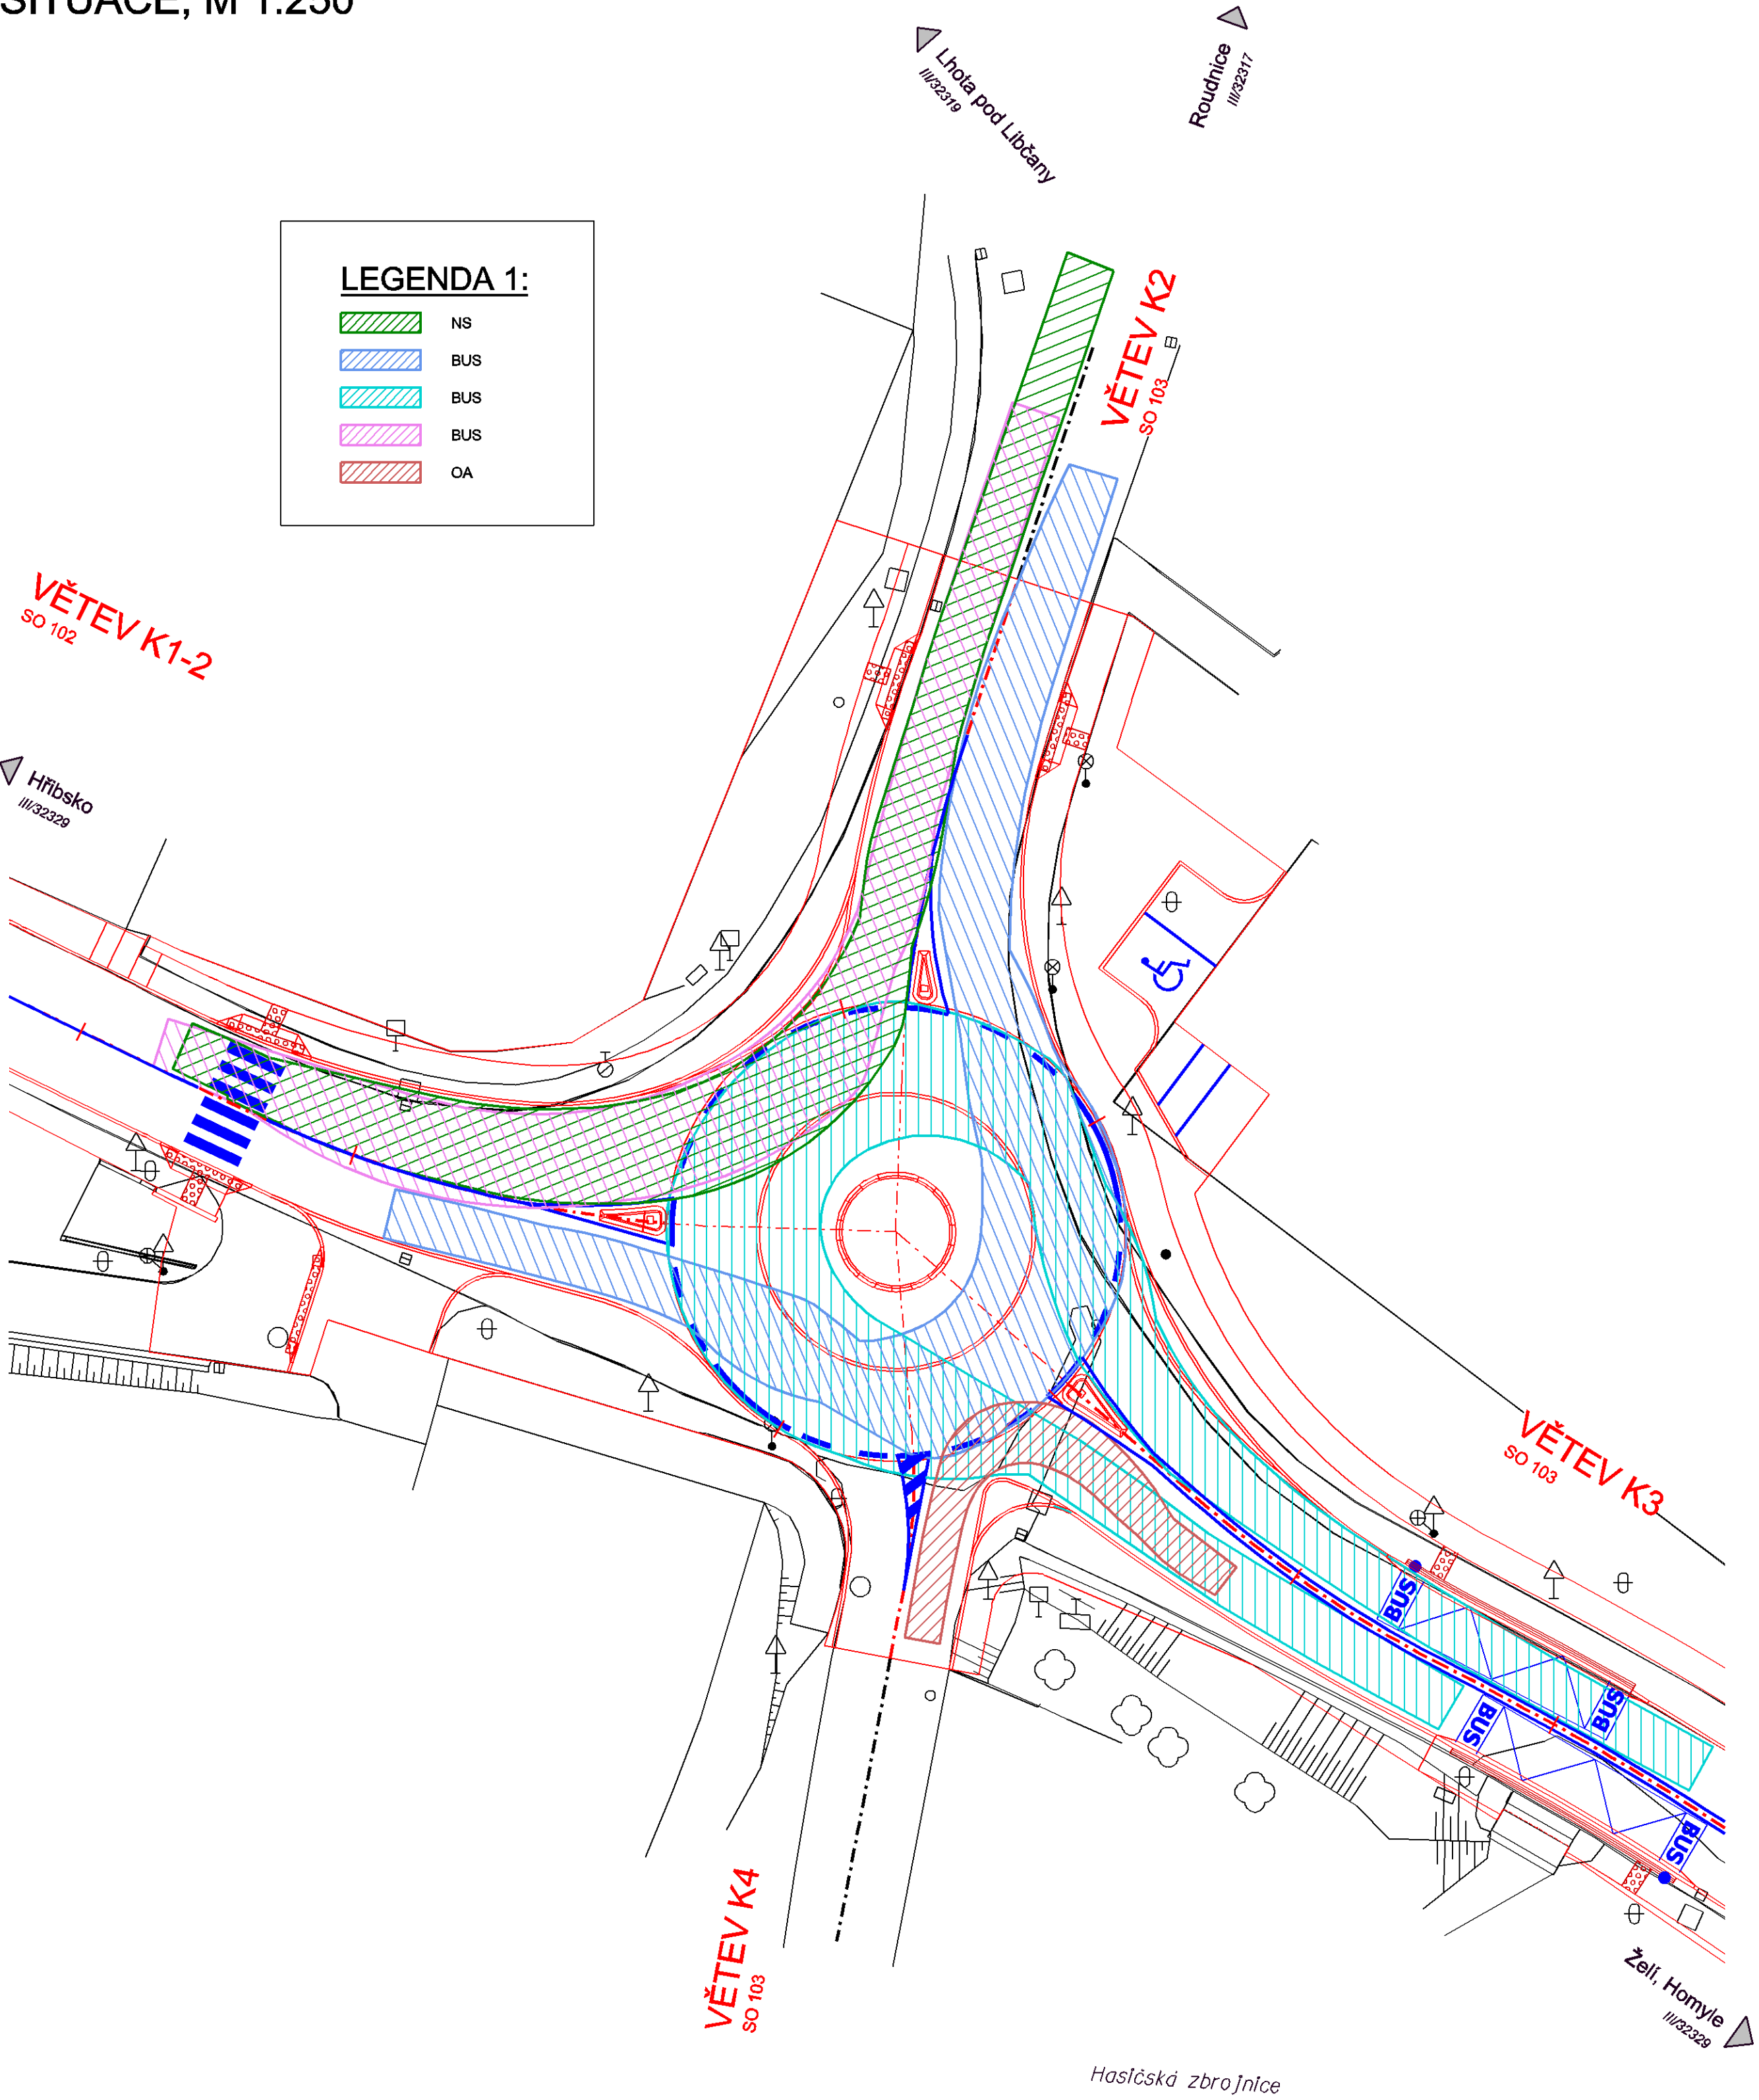 SITUACE, M 1:250
Lhota pod Libčany
III/32319
Roudnice
III/32317
LEGENDA 1:
NS
BUS
BUS
BUS
OA
VĚTEV K2
SO 103
VĚTEV K1-2
SO 102
Hřibsko
III/32329
VĚTEV K3
SO 103
BUS
BUS
BUS
BUS
VĚTEV K4
SO 103
Želí, Homyle
III/32329
Hasičská zbrojnice